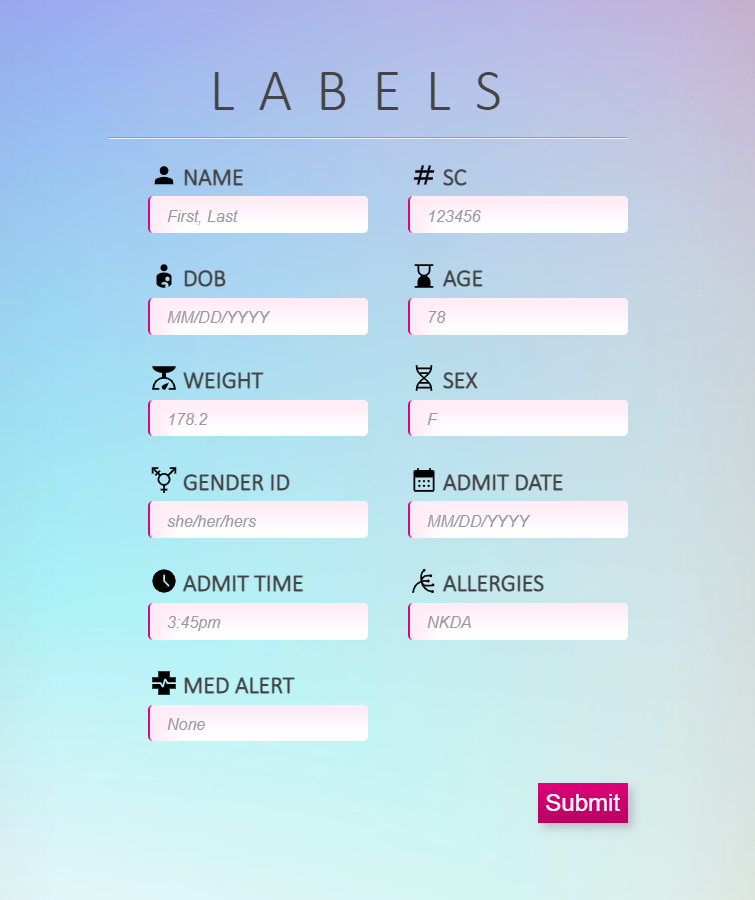 LABELS
NAME
First, Last
SC
123456
DOB
MM/DD/YYYY
AGE
78
WEIGHT
178.2
SEX
F
GENDER ID
she/her/hers
ADMIT DATE
MM/DD/YYYY
ADMIT TIME
3:45pm
ALLERGIES
NKDA
MED ALERT
None
Submit